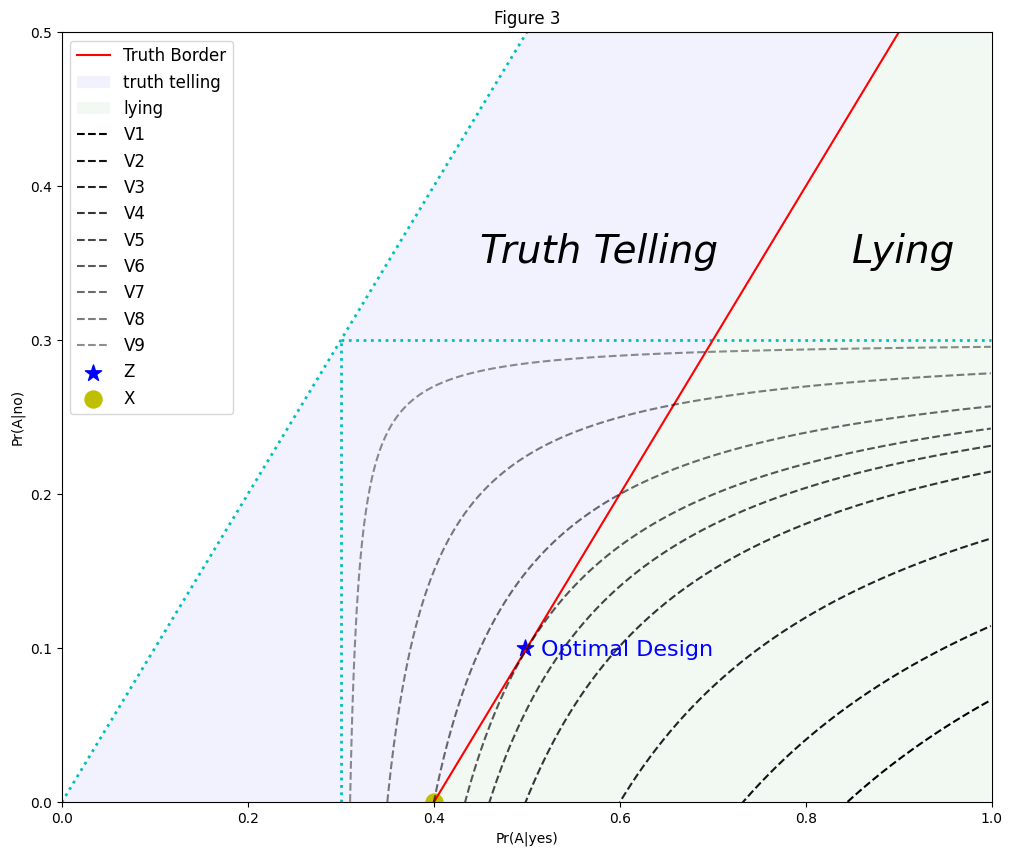 Figure 3
0.5
0.4
0.3
0.2
0.1
0.0
Pr(A|no)
Truth Border
truth telling
lying
V1
V2
V3
V4
V5
V6
V7
V8
V9
Z
X
Truth Telling
Lying
Optimal Design
0.0 0.2 0.4 0.6 0.8 1.0
Pr(A|yes)